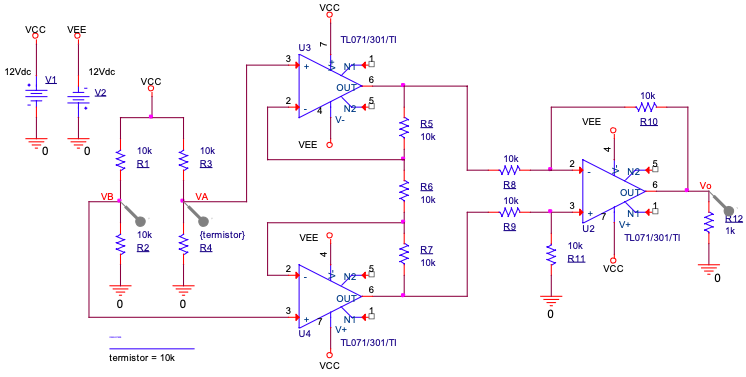 VCC
VEE
12Vdc
V1
12Vdc
V2
0
0
VCC
10k
R1
10k
R3
VB
VA
10k
R2
{termistor}
R4
0
0
VCC
U3
TL071/301/TI
3
+
7
V+
N1
1
OUT
6
2
-
4
V-
N2
5
VEE
R5
10k
R6
10k
R7
10k
VEE
4
V-
2
-
N2
5
OUT
6
3
+
7
V+
N1
1
U4
TL071/301/TI
VCC
10k
R8
10k
R9
10k
R10
VEE
4
V-
2
-
N2
5
OUT
6
3
+
7
V+
N1
1
U2
TL071/301/TI
VCC
10k
R11
0
Vo
R12
1k
0
termistor = 10k